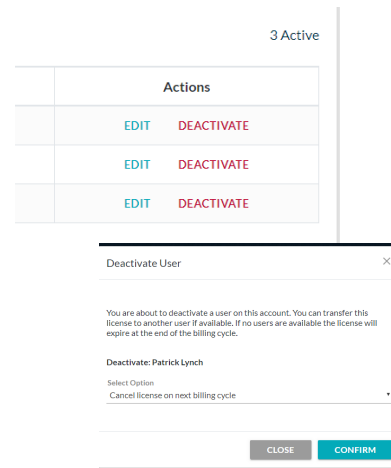 3 Active
Actions
EDIT DEACTIVATE
EDIT DEACTIVATE
EDIT DEACTIVATE
Deactivate User
You are about to deactivate a user on this account. You can transfer this
license to another user if available. If no users are available the license will
expire at the end of the billing cycle.
Deactivate: Patrick Lynch
Select Option
Cancel license on next billing cycle
CLOSE CONFIRM